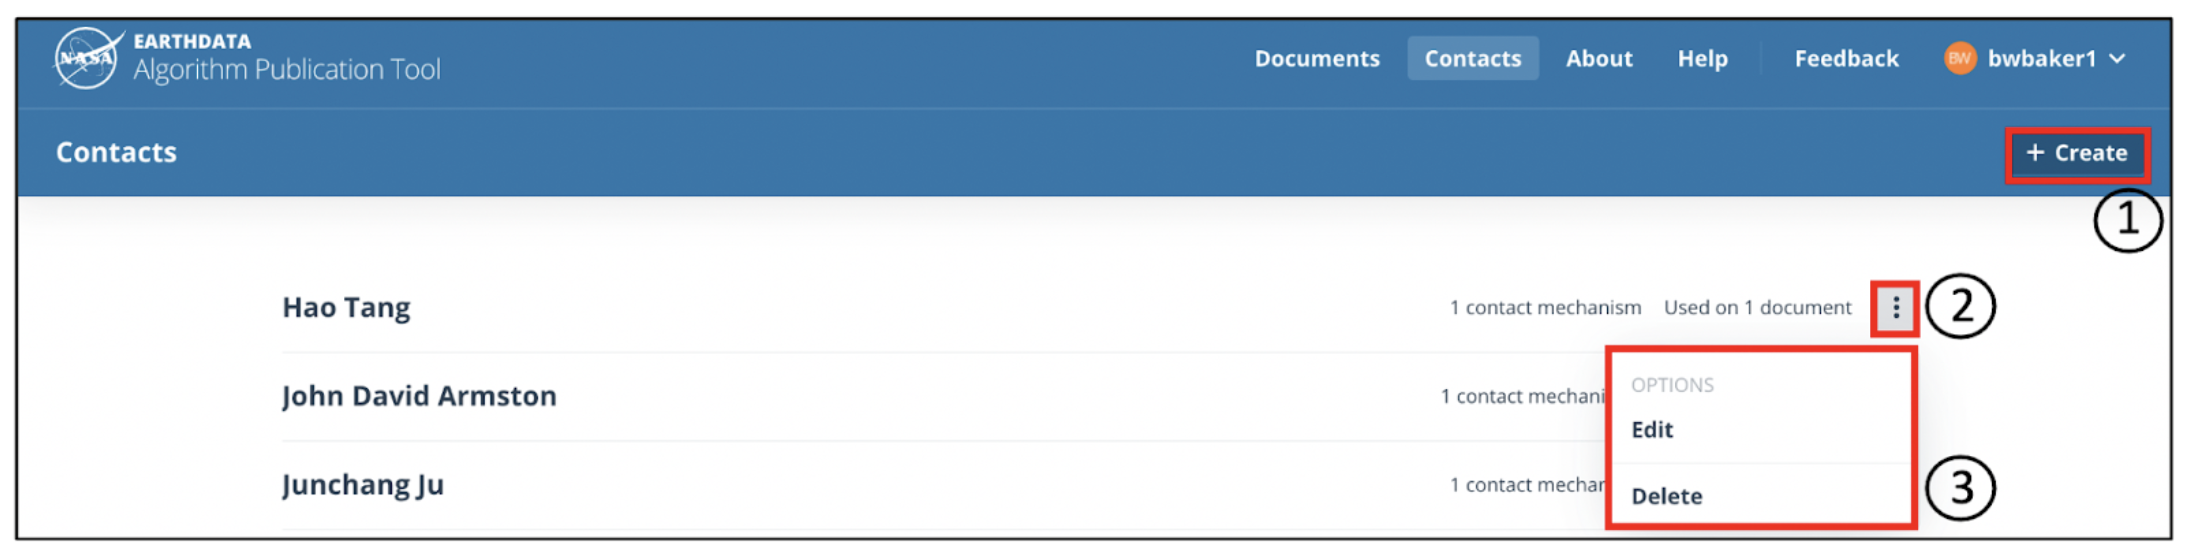 NASA
EARTHDATA
Algorithm Publication Tool
Documents Contacts About Help Feedback BW bwbaker1
Contacts
+ Create
1
Hao Tang 1 contact mechanism Used on 1 document 2
John David Armston 1 contact mechani
OPTIONS
Edit
Junchang Ju 1 contact mechan
Delete
3